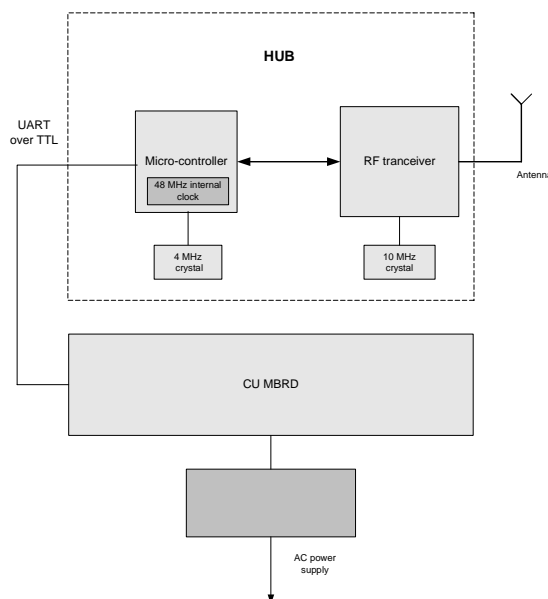 HUB
UART
over TTL
Micro-controller
48 MHz internal
clock
RF tranceiver
Antenna
4 MHz
crystal
10 MHz
crystal
CU MBRD
AC power
supply